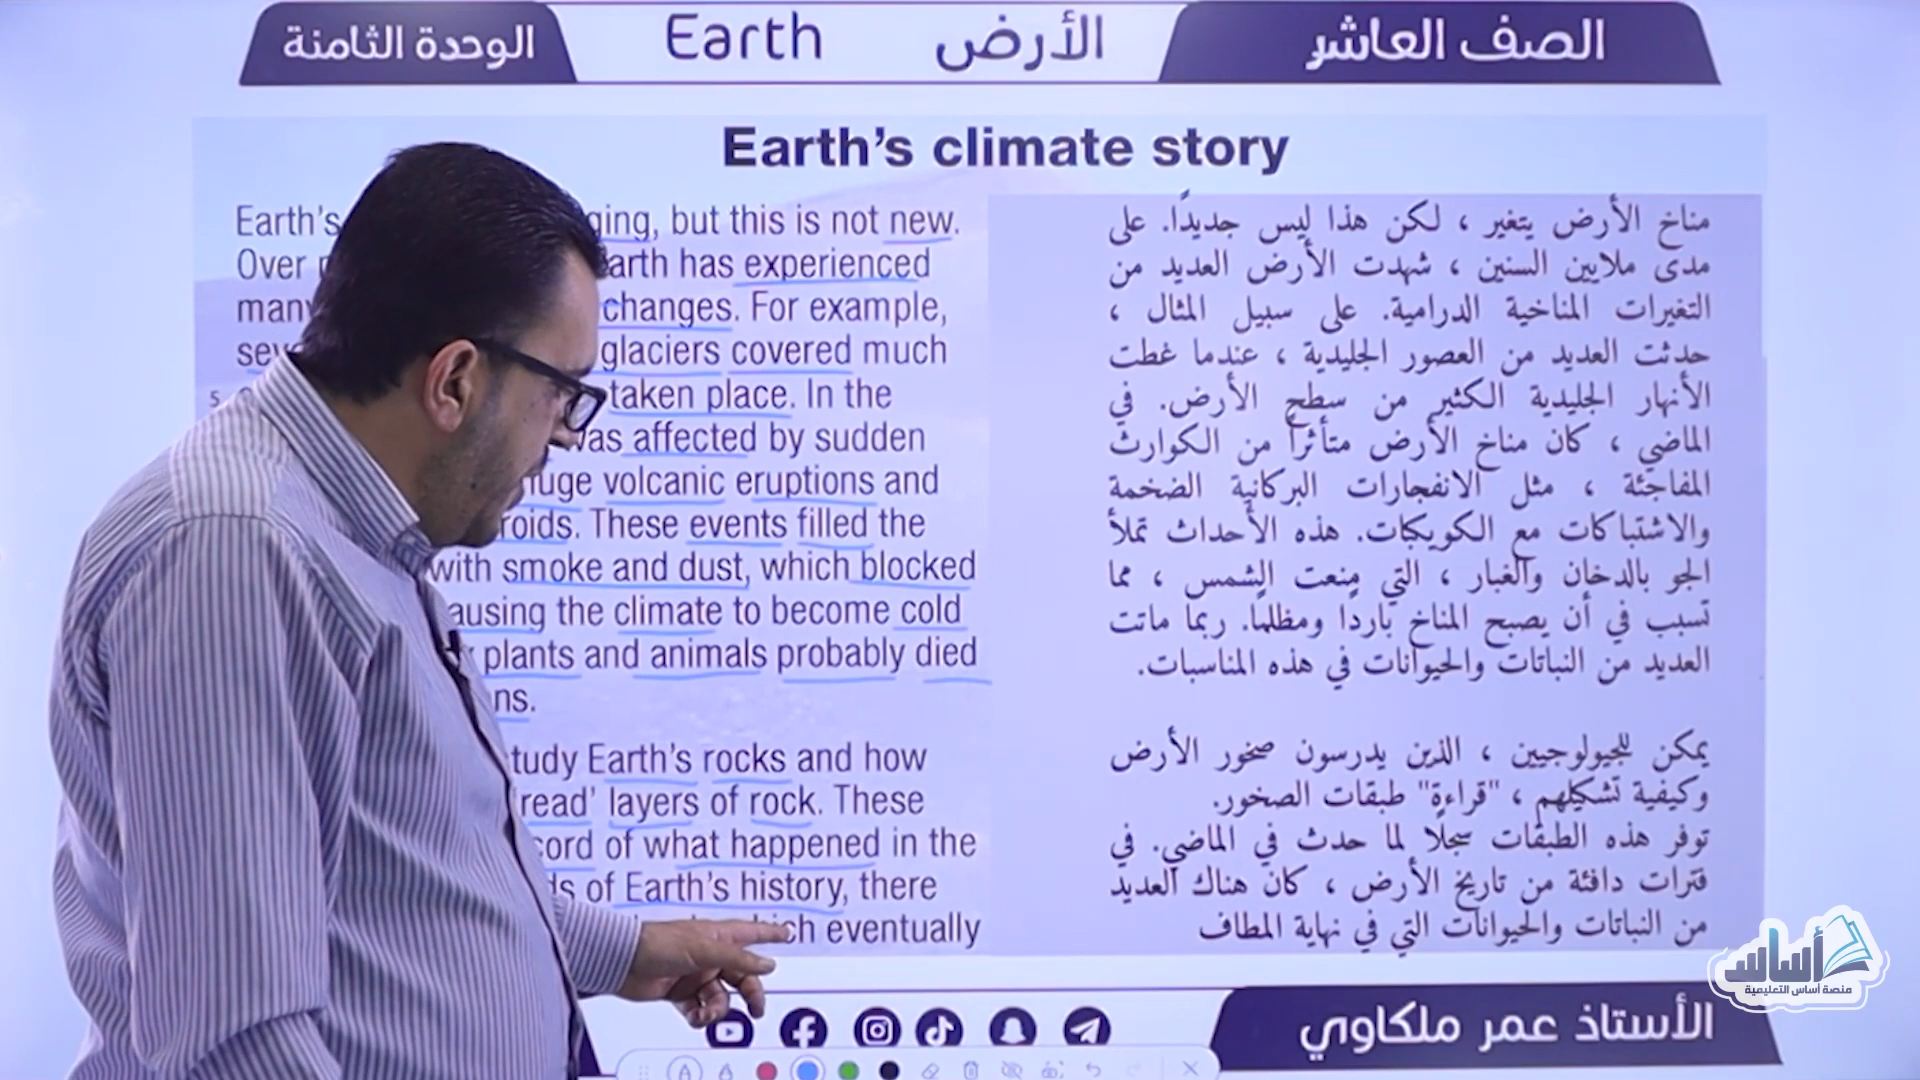 الصف العاشر
الأرض Earth
الوحدة الثامنة
Earth's climate story
Earth's ging, but this is not new.
Over arth has experienced
many changes. For example,
glaciers covered much
5 taken place. In the
was affected by sudden
huge volcanic eruptions and
roids. These events filled the
with smoke and dust, which blocked
ausing the climate to become cold
plants and animals probably died
ns.
tudy Earth's rocks and how
'read' layers of rock. These
cord of what happened in the
ds of Earth's history, there
ch eventually
مناخ الأرض يتغير ، لكن هذا ليس جديدًا. على
مدى ملايين السنين ، شهدت الأرض العديد من
التغيرات المناخية الدرامية. على سبيل المثال ،
حدثت العديد من العصور الجليدية ، عندما غطت
الأنهار الجليدية الكثير من سطح الأرض. في
الماضي ، كان مناخ الأرض متأثراً من الكوارث
المفاجئة ، مثل الانفجارات البركانية الضخمة
والاشتباكات مع الكويكبات. هذه الأحداث تملأ
الجو بالدخان والغبار ، التي منعت الشمس ، مما
تسبب في أن يصبح المناخ باردًا ومظلمًا. ربما ماتت
العديد من النباتات والحيوانات في هذه المناسبات.
يمكن للجيولوجيين ، الذين يدرسون صخور الأرض
وكيفية تشكيلهم ، "قراءة" طبقات الصخور.
توفر هذه الطبقات سجلًا لما حدث في الماضي. في
فترات دافئة من تاريخ الأرض ، كان هناك العديد
من النباتات والحيوانات التي في نهاية المطاف
أساس
منصة أساس التعليمية
الأستاذ عمر ملكاوي